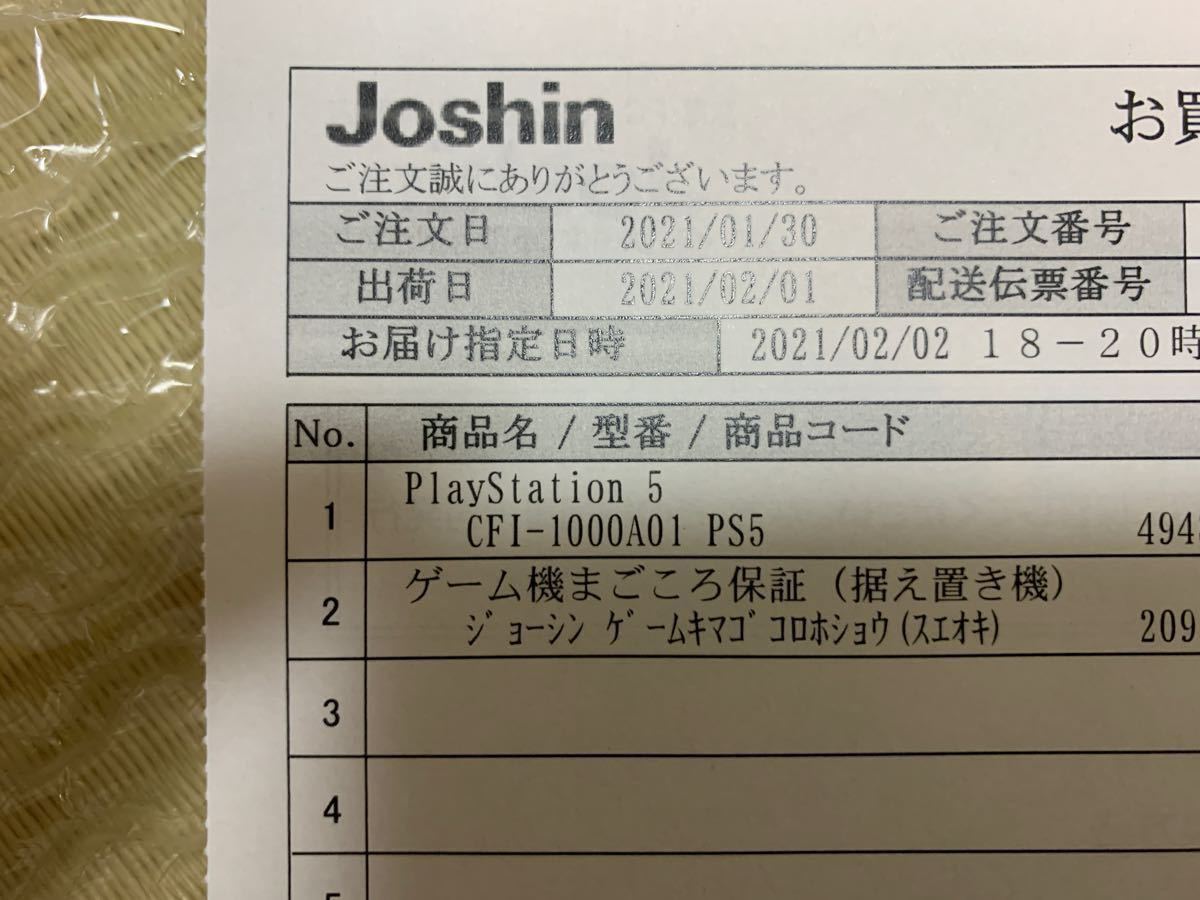 Joshin
お買
ご注文誠にありがとうございます。
ご注文日 2021/01/30 ご注文番号
出荷日 2021/02/01 配送伝票番号
お届け指定日時 2021/02/02 18-20時
No. 商品名 / 型番 / 商品コード
1 PlayStation 5
CFI-1000A01 PS5 494
2 ゲーム機まごころ保証 (据え置き機)
ジョーシン ゲームキマゴコロホショウ(スエオキ) 209
3
4